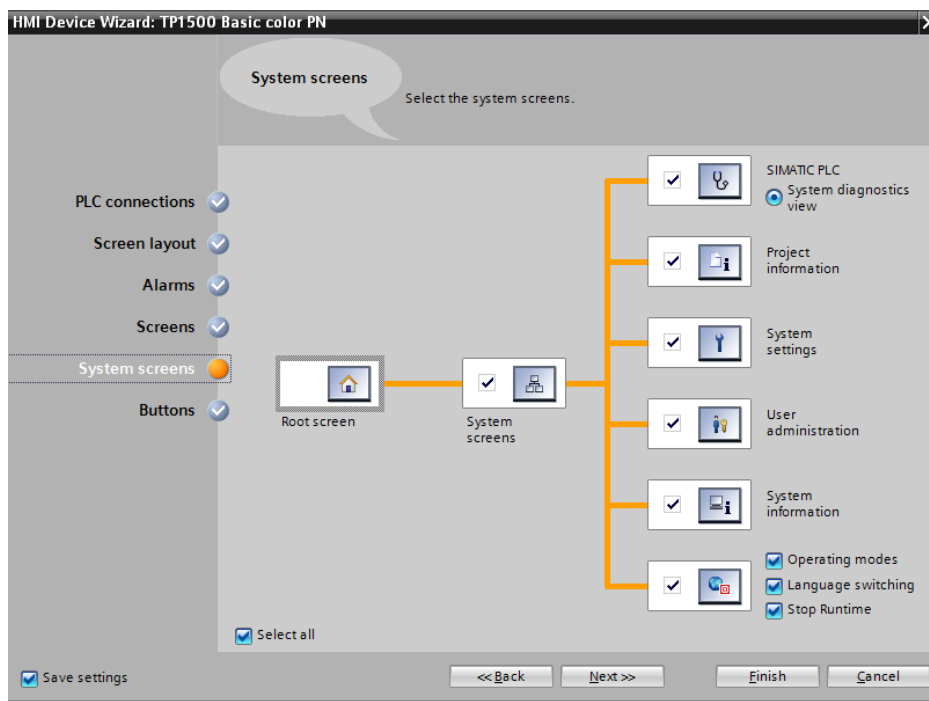 HMI Device Wizard: TP1500 Basic color PN
System screens
Select the system screens.
PLC connections
Screen layout
Alarms
Screens
System screens
Buttons
Root screen
System
screens
SIMATIC PLC
System diagnostics
view
Project
information
System
settings
User
administration
System
information
Operating modes
Language switching
Stop Runtime
Select all
Save settings
<<Back
Next>>
Finish
Cancel